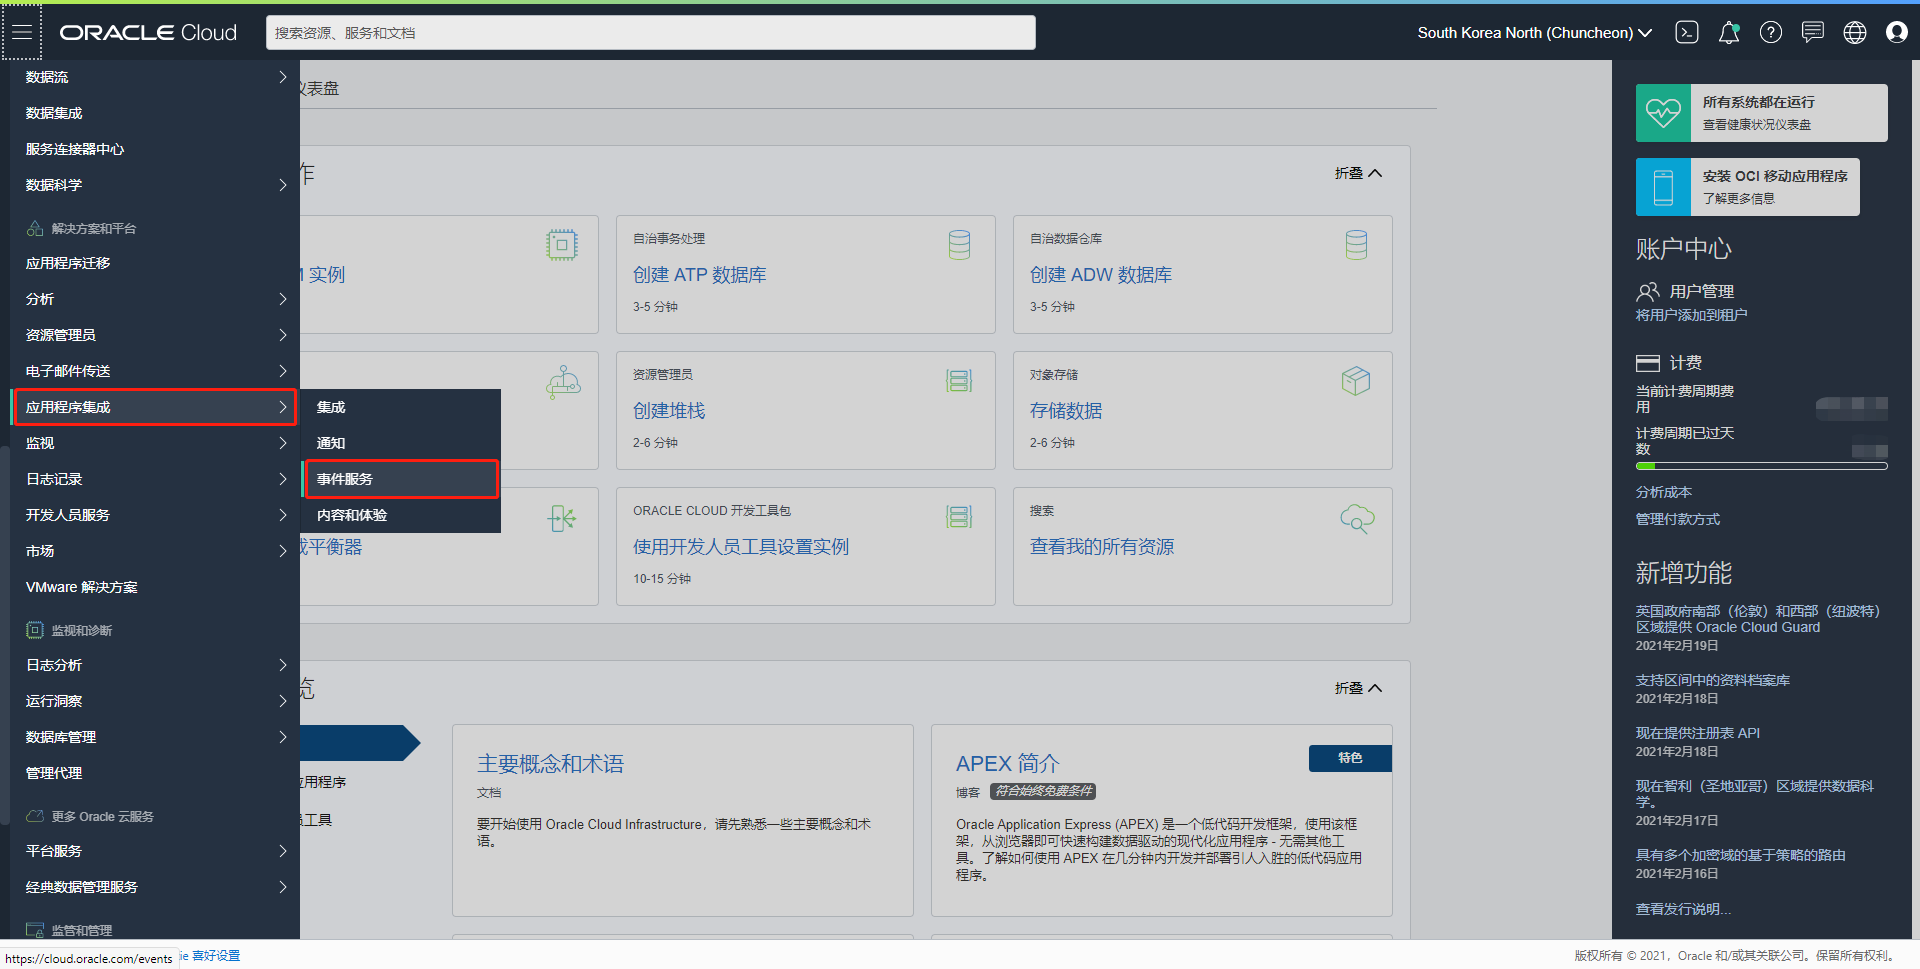 ORACLE Cloud
搜索资源、服务和文档
South Korea North (Chuncheon)
数据流
数据集成
服务连接器中心
数据科学
解决方案和平台
应用程序迁移
分析
资源管理员
电子邮件传送
应用程序集成
监视
日志记录
开发人员服务
市场
VMware 解决方案
监视和诊断
日志分析
运行洞察
数据库管理
管理代理
更多 Oracle 云服务
平台服务
经典数据管理服务
监管和管理
集成
通知
事件服务
内容和体验
仪表盘
作
折叠
实例
自治事务处理
创建 ATP 数据库
3-5 分钟
自治数据仓库
创建 ADW 数据库
3-5 分钟
资源管理员
创建堆栈
2-6 分钟
对象存储
存储数据
2-6 分钟
平衡器
ORACLE CLOUD 开发工具包
使用开发人员工具设置实例
10-15 分钟
搜索
查看我的所有资源
览
折叠
应用程序
工具
主要概念和术语
文档
要开始使用 Oracle Cloud Infrastructure，请先熟悉一些主要概念和术
语。
APEX 简介
特色
博客 符合始终免费条件
Oracle Application Express (APEX) 是一个低代码开发框架，使用该框
架，从浏览器即可快速构建数据驱动的现代化应用程序 - 无需其他工
具。了解如何使用 APEX 在几分钟内开发并部署引人入胜的低代码应用
程序。
所有系统都在运行
查看健康状况仪表盘
安装 OCI 移动应用程序
了解更多信息
账户中心
用户管理
将用户添加到租户
计费
当前计费周期费
用
计费周期已过天
数
分析成本
管理付款方式
新增功能
英国政府南部（伦敦）和西部（纽波特）
区域提供 Oracle Cloud Guard
2021年2月19日
支持区间中的资料档案库
2021年2月18日
现在提供注册表 API
2021年2月18日
现在智利（圣地亚哥）区域提供数据科
学。
2021年2月17日
具有多个加密域的基于策略的路由
2021年2月16日
查看发行说明...
https://cloud.oracle.com/events
ie 喜好设置
版权所有 © 2021，Oracle 和/或其关联公司。保留所有权利。